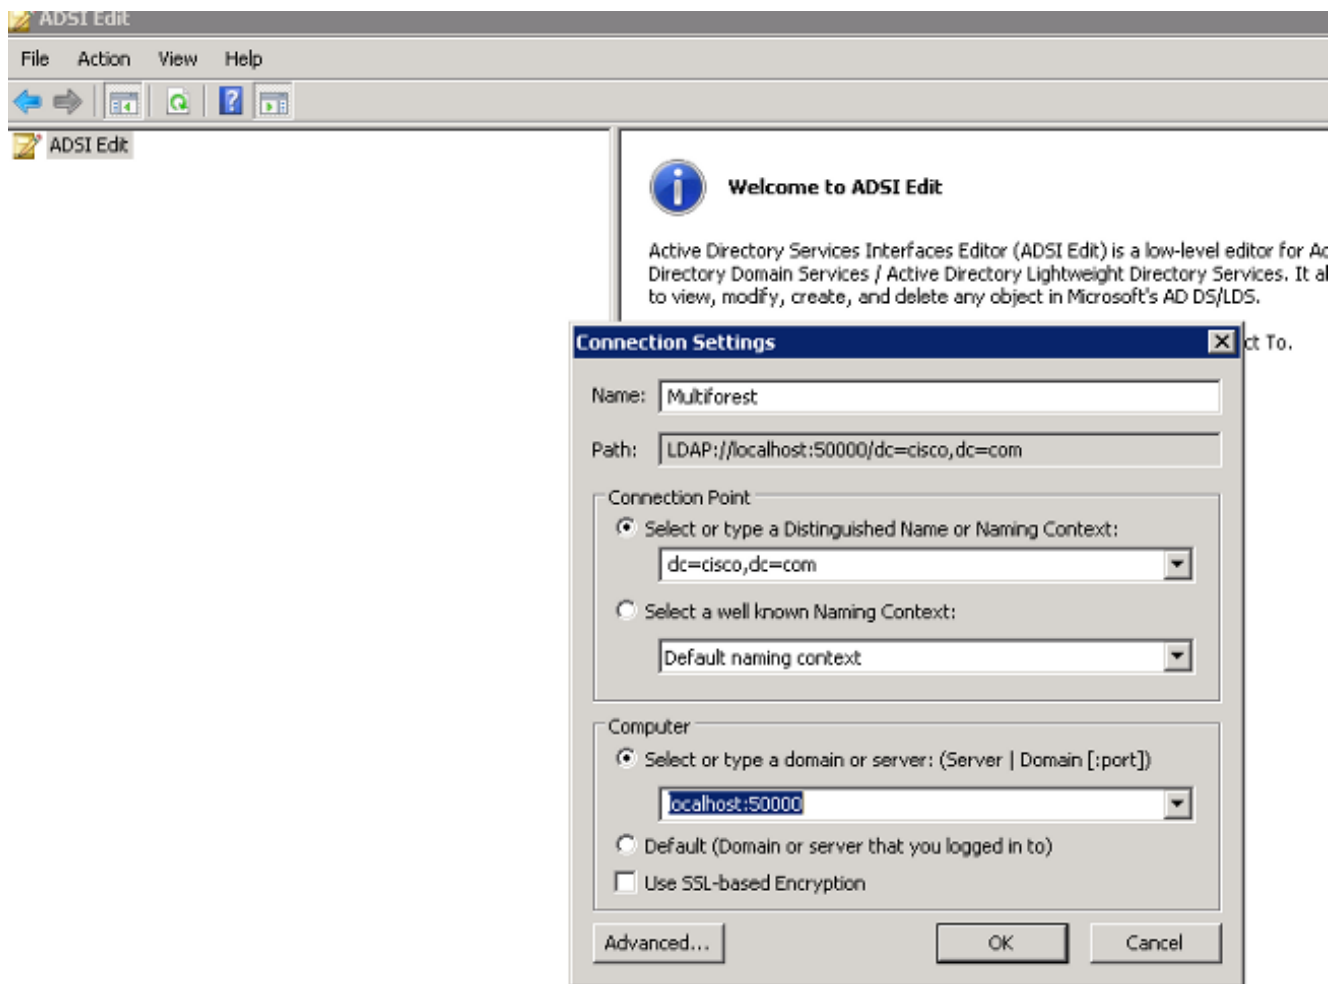 ADSI Edit
File Action View Help
ADSI Edit
Welcome to ADSI Edit
Active Directory Services Interfaces Editor (ADSI Edit) is a low-level editor for Ac
Directory Domain Services / Active Directory Lightweight Directory Services. It al
to view, modify, create, and delete any object in Microsoft's AD DS/LDS.
ct To.
Connection Settings
Name: Multiforest
Path: LDAP://localhost:50000/dc=cisco,dc=com
Connection Point
Select or type a Distinguished Name or Naming Context:
dc=cisco,dc=com
Select a well known Naming Context:
Default naming context
Computer
Select or type a domain or server: (Server | Domain [:port])
localhost:50000
Default (Domain or server that you logged in to)
Use SSL-based Encryption
Advanced... OK Cancel